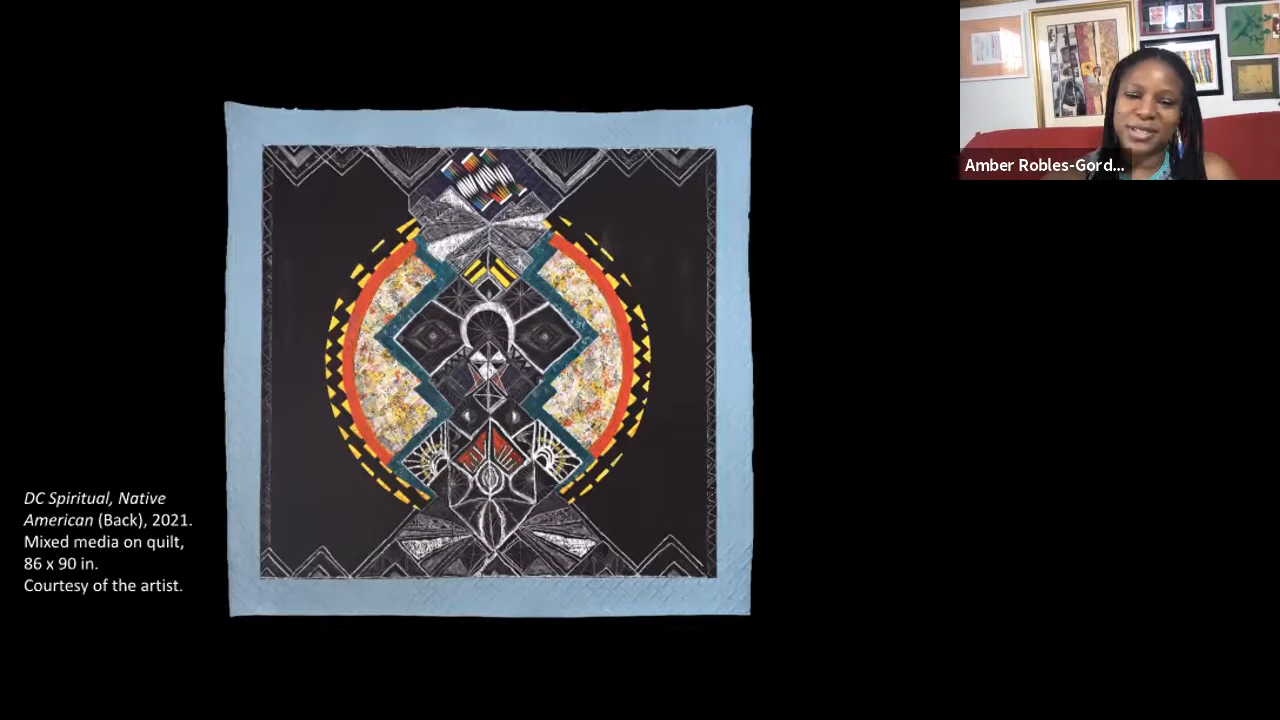 Amber Robles-Gord...
DC Spiritual, Native
American (Back), 2021.
Mixed media on quilt,
86 x 90 in.
Courtesy of the artist.